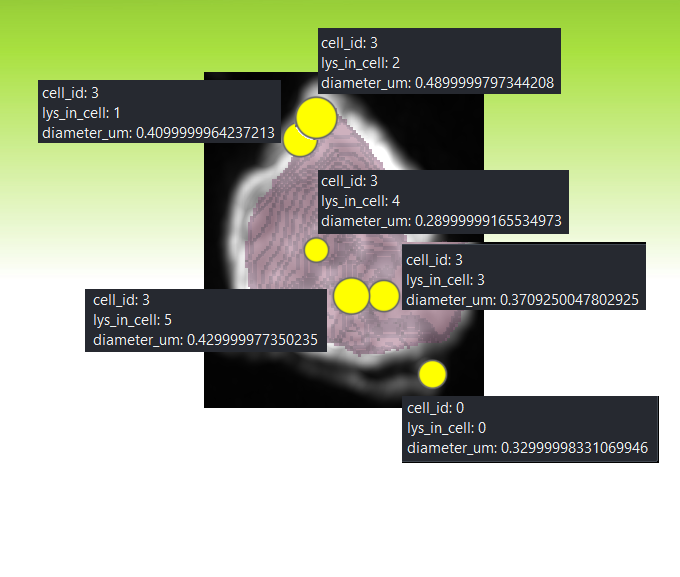 cell_id: 3
lys_in_cell: 2
diameter_um: 0.4899999797344208
cell_id: 3
lys_in_cell: 1
diameter_um: 0.4099999964237213
cell_id: 3
lys_in_cell: 4
diameter_um: 0.28999999165534973
cell_id: 3
lys_in_cell: 3
diameter_um: 0.3709250047802925
cell_id: 3
lys_in_cell: 5
diameter_um: 0.429999977350235
cell_id: 0
lys_in_cell: 0
diameter_um: 0.32999998331069946